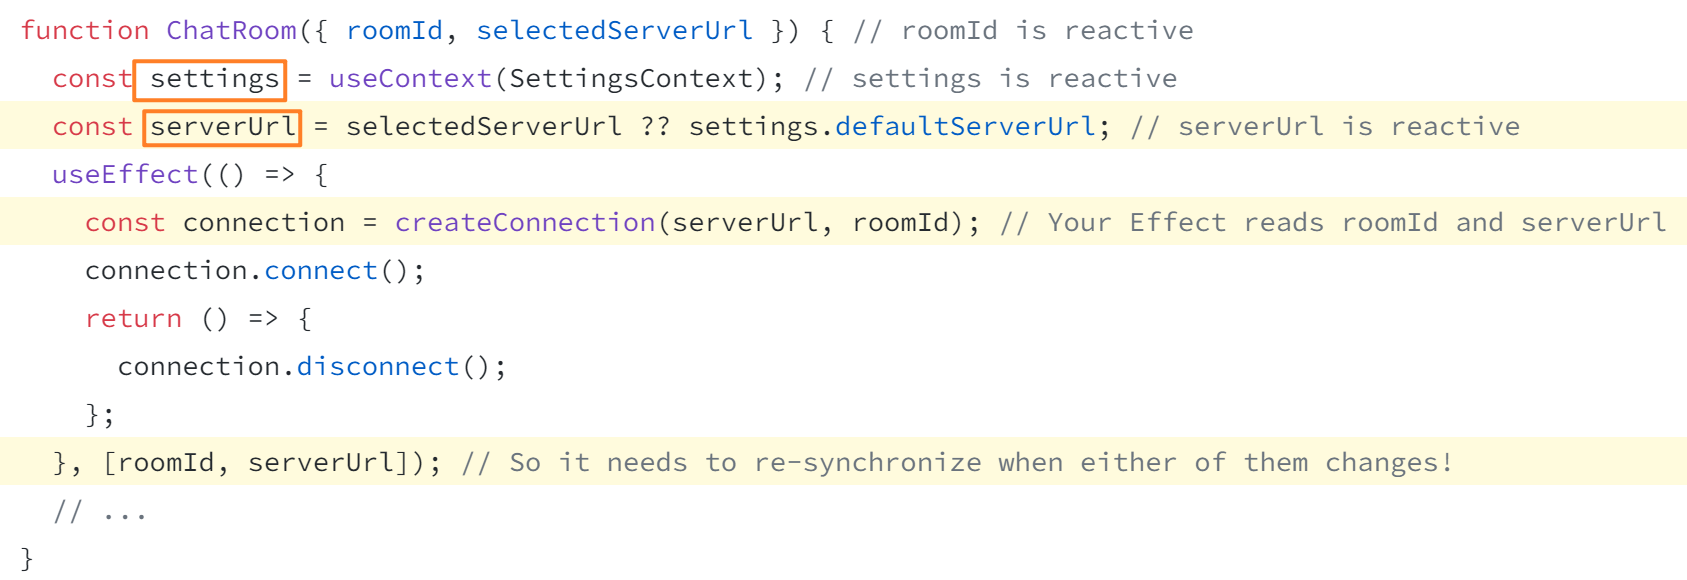 function ChatRoom({ roomId, selectedServerUrl }) { // roomId is reactive
  const settings = useContext(SettingsContext); // settings is reactive
  const serverUrl = selectedServerUrl ?? settings.defaultServerUrl; // serverUrl is reactive
  useEffect(() => {
    const connection = createConnection(serverUrl, roomId); // Your Effect reads roomId and serverUrl
    connection.connect();
    return () => {
      connection.disconnect();
    };
  }, [roomId, serverUrl]); // So it needs to re-synchronize when either of them changes!
  // ...
}